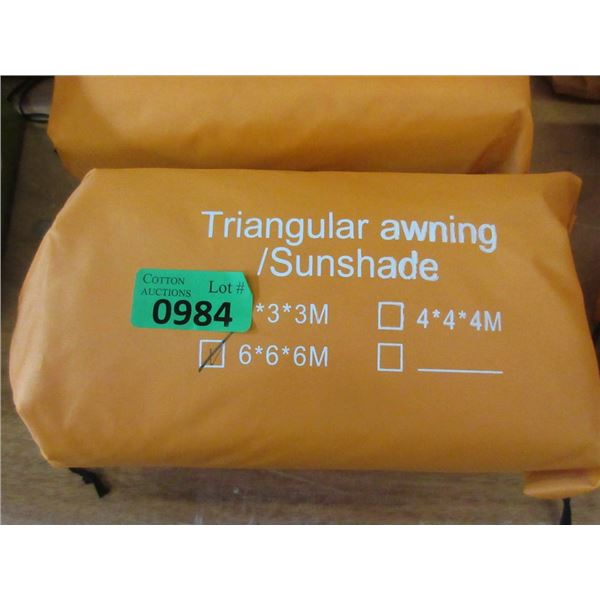 Triangular awning
/Sunshade
COTTON
AUCTIONS
Lot #
0984
*3*3M
4*4*4M
6*6*6M